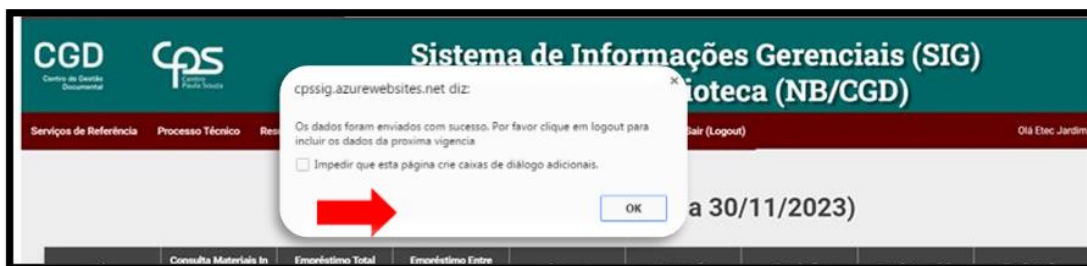 CGD
Centro de Gestão
Documental
Cps
Centro
Paula Souza
Sistema de Informações Gerenciais (SIG)
ioteca (NB/CGD)
Serviços de Referência Processo Técnico Sair (Logout) Olá Etec Jardim
cpssig.azurewebsites.net diz:
×
Os dados foram enviados com sucesso. Por favor clique em logout para
incluir os dados da proxima vigencia
Impedir que esta página crie caixas de diálogo adicionais.
OK
a 30/11/2023)
Consulta Materiais In Empréstimo Total Empréstimo Entre